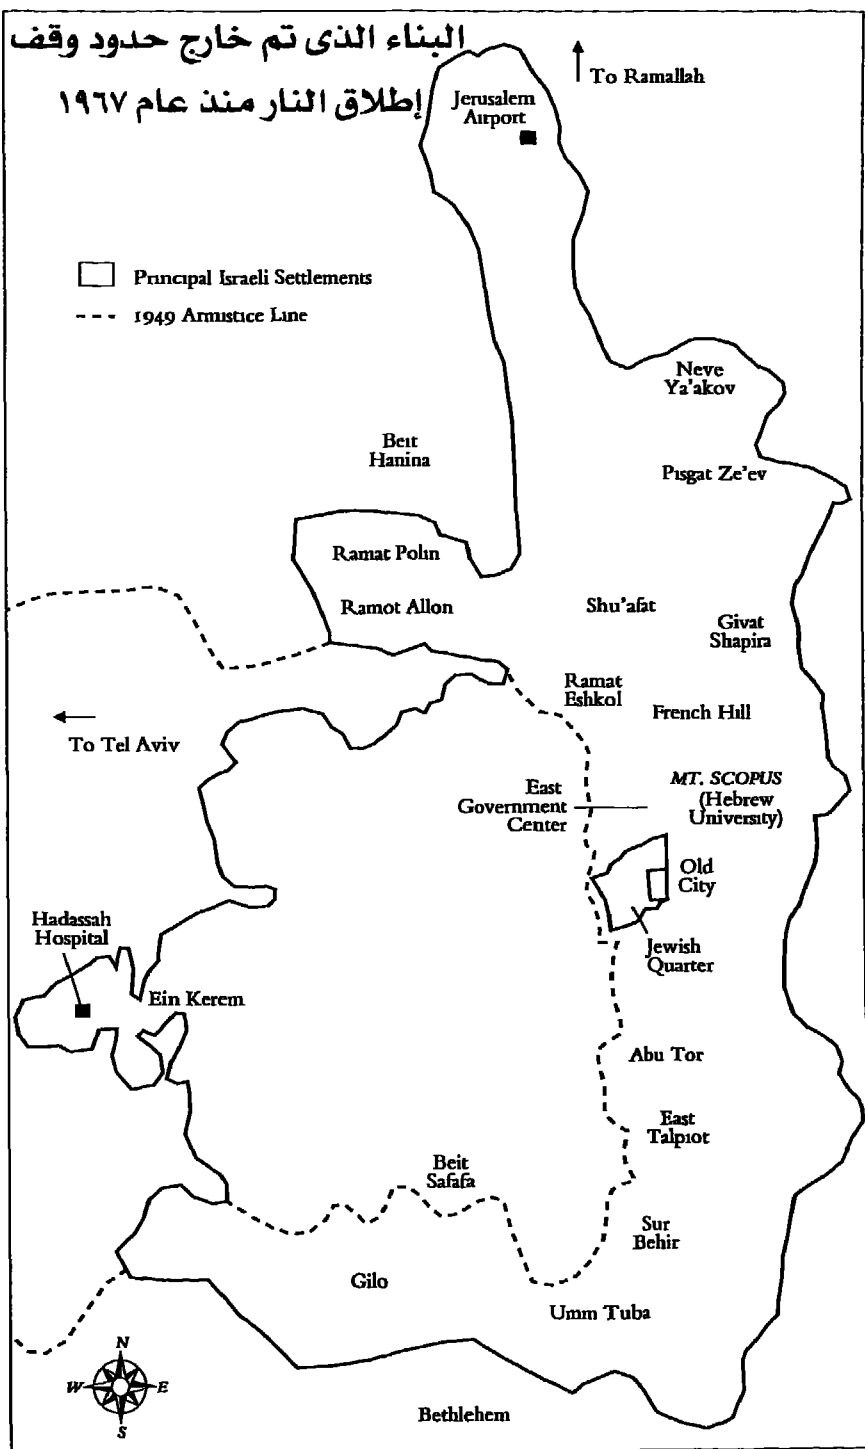 البناء الذى تم خارج حدود وقف
إطلاق النار منذ عام ١٩٦٧
To Ramallah
Jerusalem
Airport
Principal Israeli Settlements
1949 Armistice Line
Neve
Ya'akov
Beit
Hanina
Pisgat Ze'ev
Ramat Polin
Ramot Allon
Shu'afat
Givat
Shapira
Ramat
Eshkol
French Hill
To Tel Aviv
East
Government
Center
MT. SCOPUS
(Hebrew
University)
Old
City
Hadassah
Hospital
Jewish
Quarter
Ein Kerem
Abu Tor
East
Talpiot
Beit
Safafa
Sur
Behir
Gilo
Umm Tuba
N
W
E
S
Bethlehem